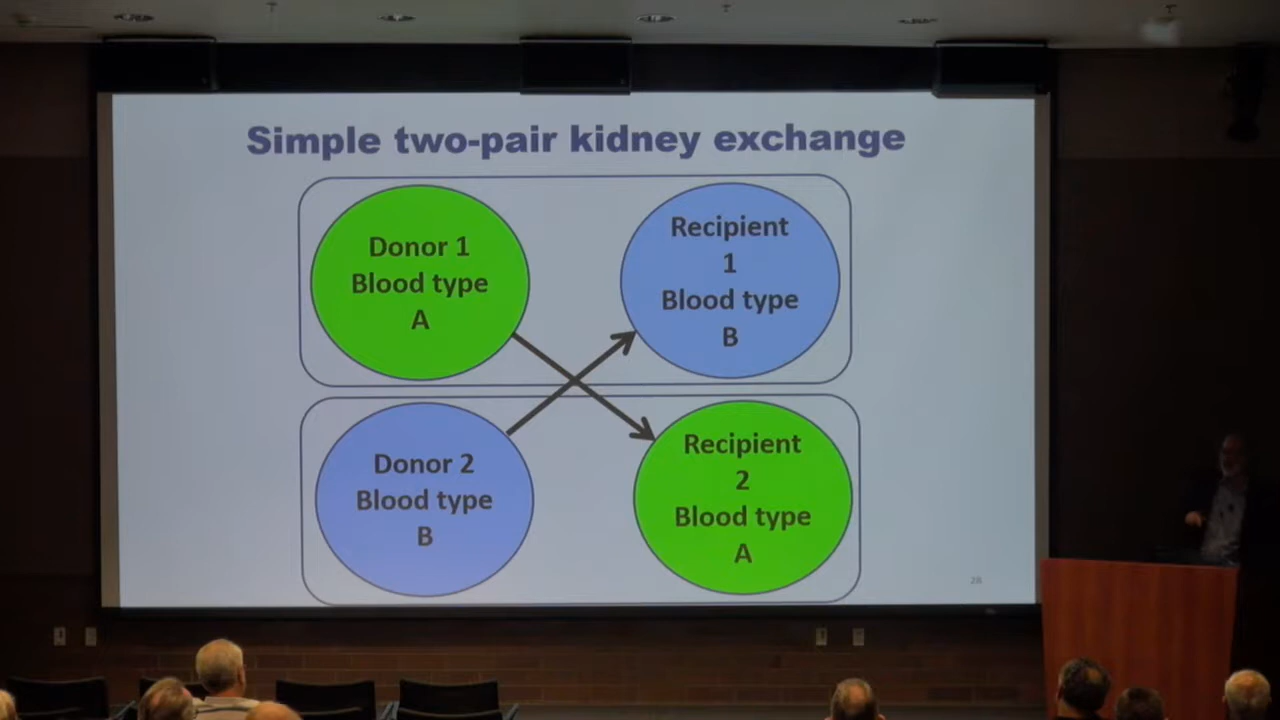 Simple two-pair kidney exchange
Donor 1
Blood type
A
Recipient
1
Blood type
B
Donor 2
Blood type
B
Recipient
2
Blood type
A
28